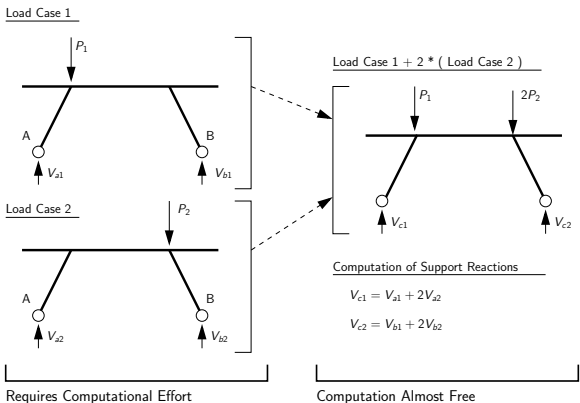 Load Case 1
P1
A
B
Va1
Vb1
Load Case 2
P2
A
B
Va2
Vb2
Requires Computational Effort
Load Case 1 + 2 * ( Load Case 2 )
P1
2P2
Vc1
Vc2
Computation of Support Reactions
Vc1 = Va1 + 2Va2
Vc2 = Vb1 + 2Vb2
Computation Almost Free